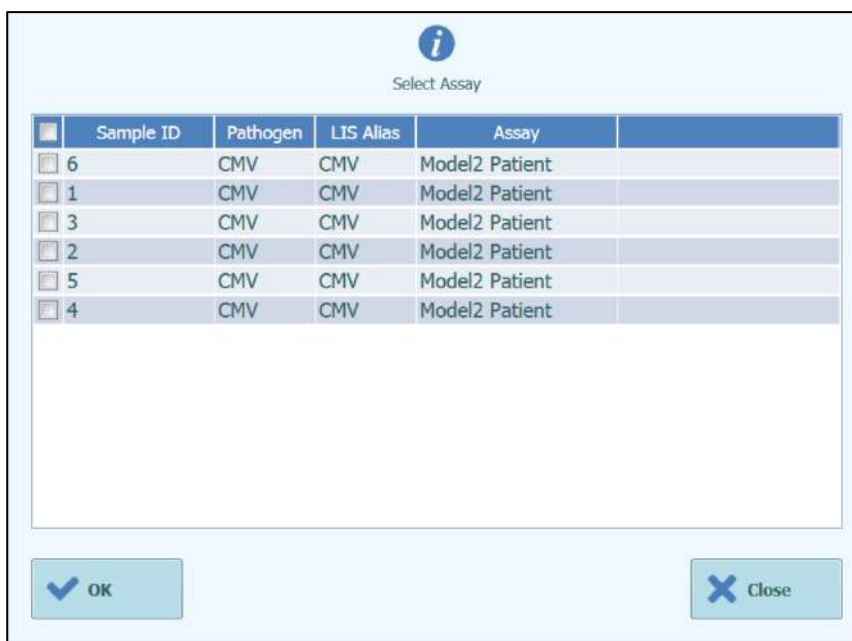 Select Assay
Sample ID Pathogen LIS Alias Assay
6 CMV CMV Model2 Patient
1 CMV CMV Model2 Patient
3 CMV CMV Model2 Patient
2 CMV CMV Model2 Patient
5 CMV CMV Model2 Patient
4 CMV CMV Model2 Patient
OK Close